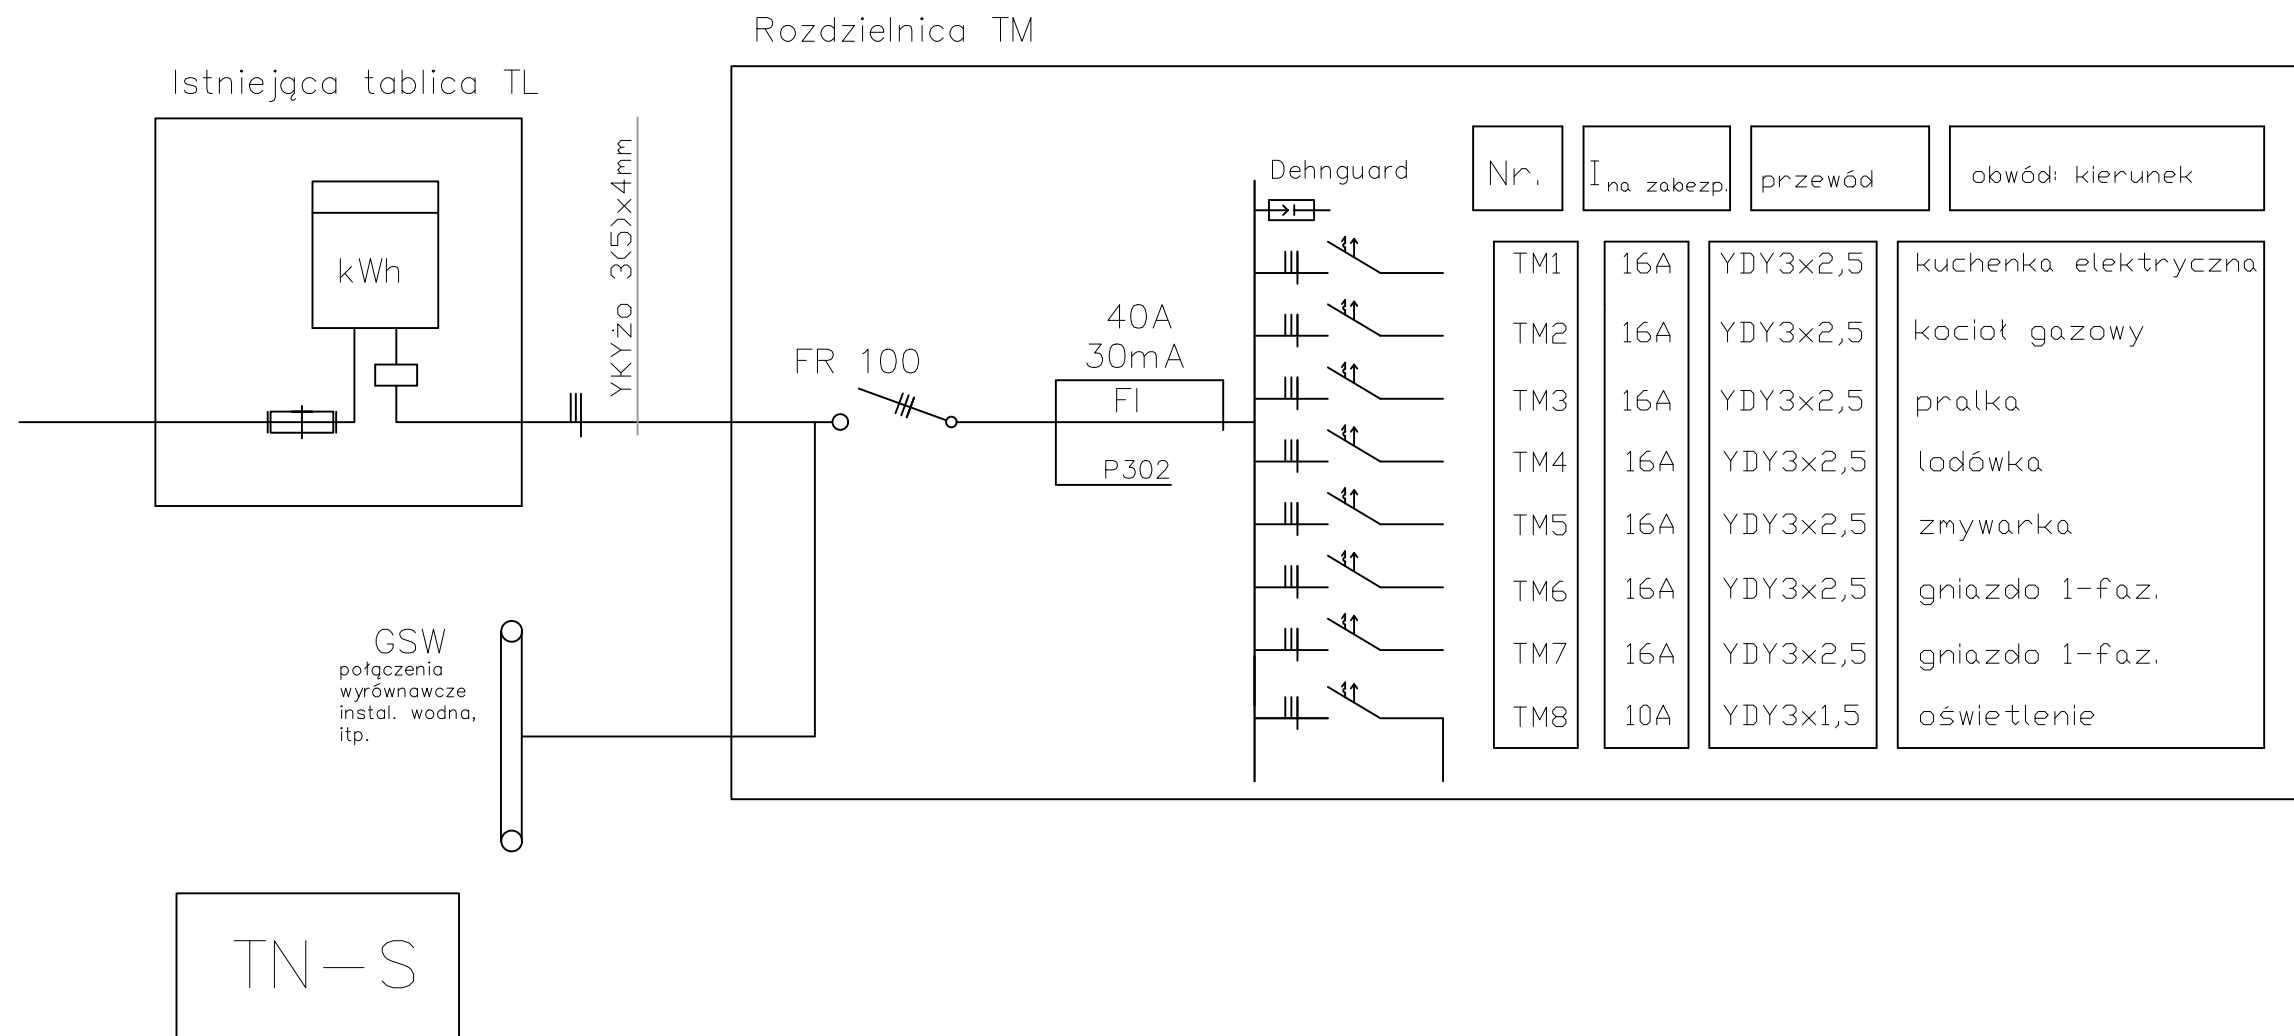 Rozdzielnica TM
Istniejąca tablica TL
kWh
YKYżo 3(5)x4mm
FR 100
40A
30mA
FI
P302
Dehnguard
Nr. I na zabezp. przewód obwód: kierunek
TM1 16A YDY3x2,5 kuchenka elektryczna
TM2 16A YDY3x2,5 kocioł gazowy
TM3 16A YDY3x2,5 pralka
TM4 16A YDY3x2,5 lodówka
TM5 16A YDY3x2,5 zmywarka
TM6 16A YDY3x2,5 gniazdo 1-faz.
TM7 16A YDY3x2,5 gniazdo 1-faz.
TM8 10A YDY3x1,5 oświetlenie
GSW
połączenia
wyrównawcze
instal. wodna,
itp.
TN-S